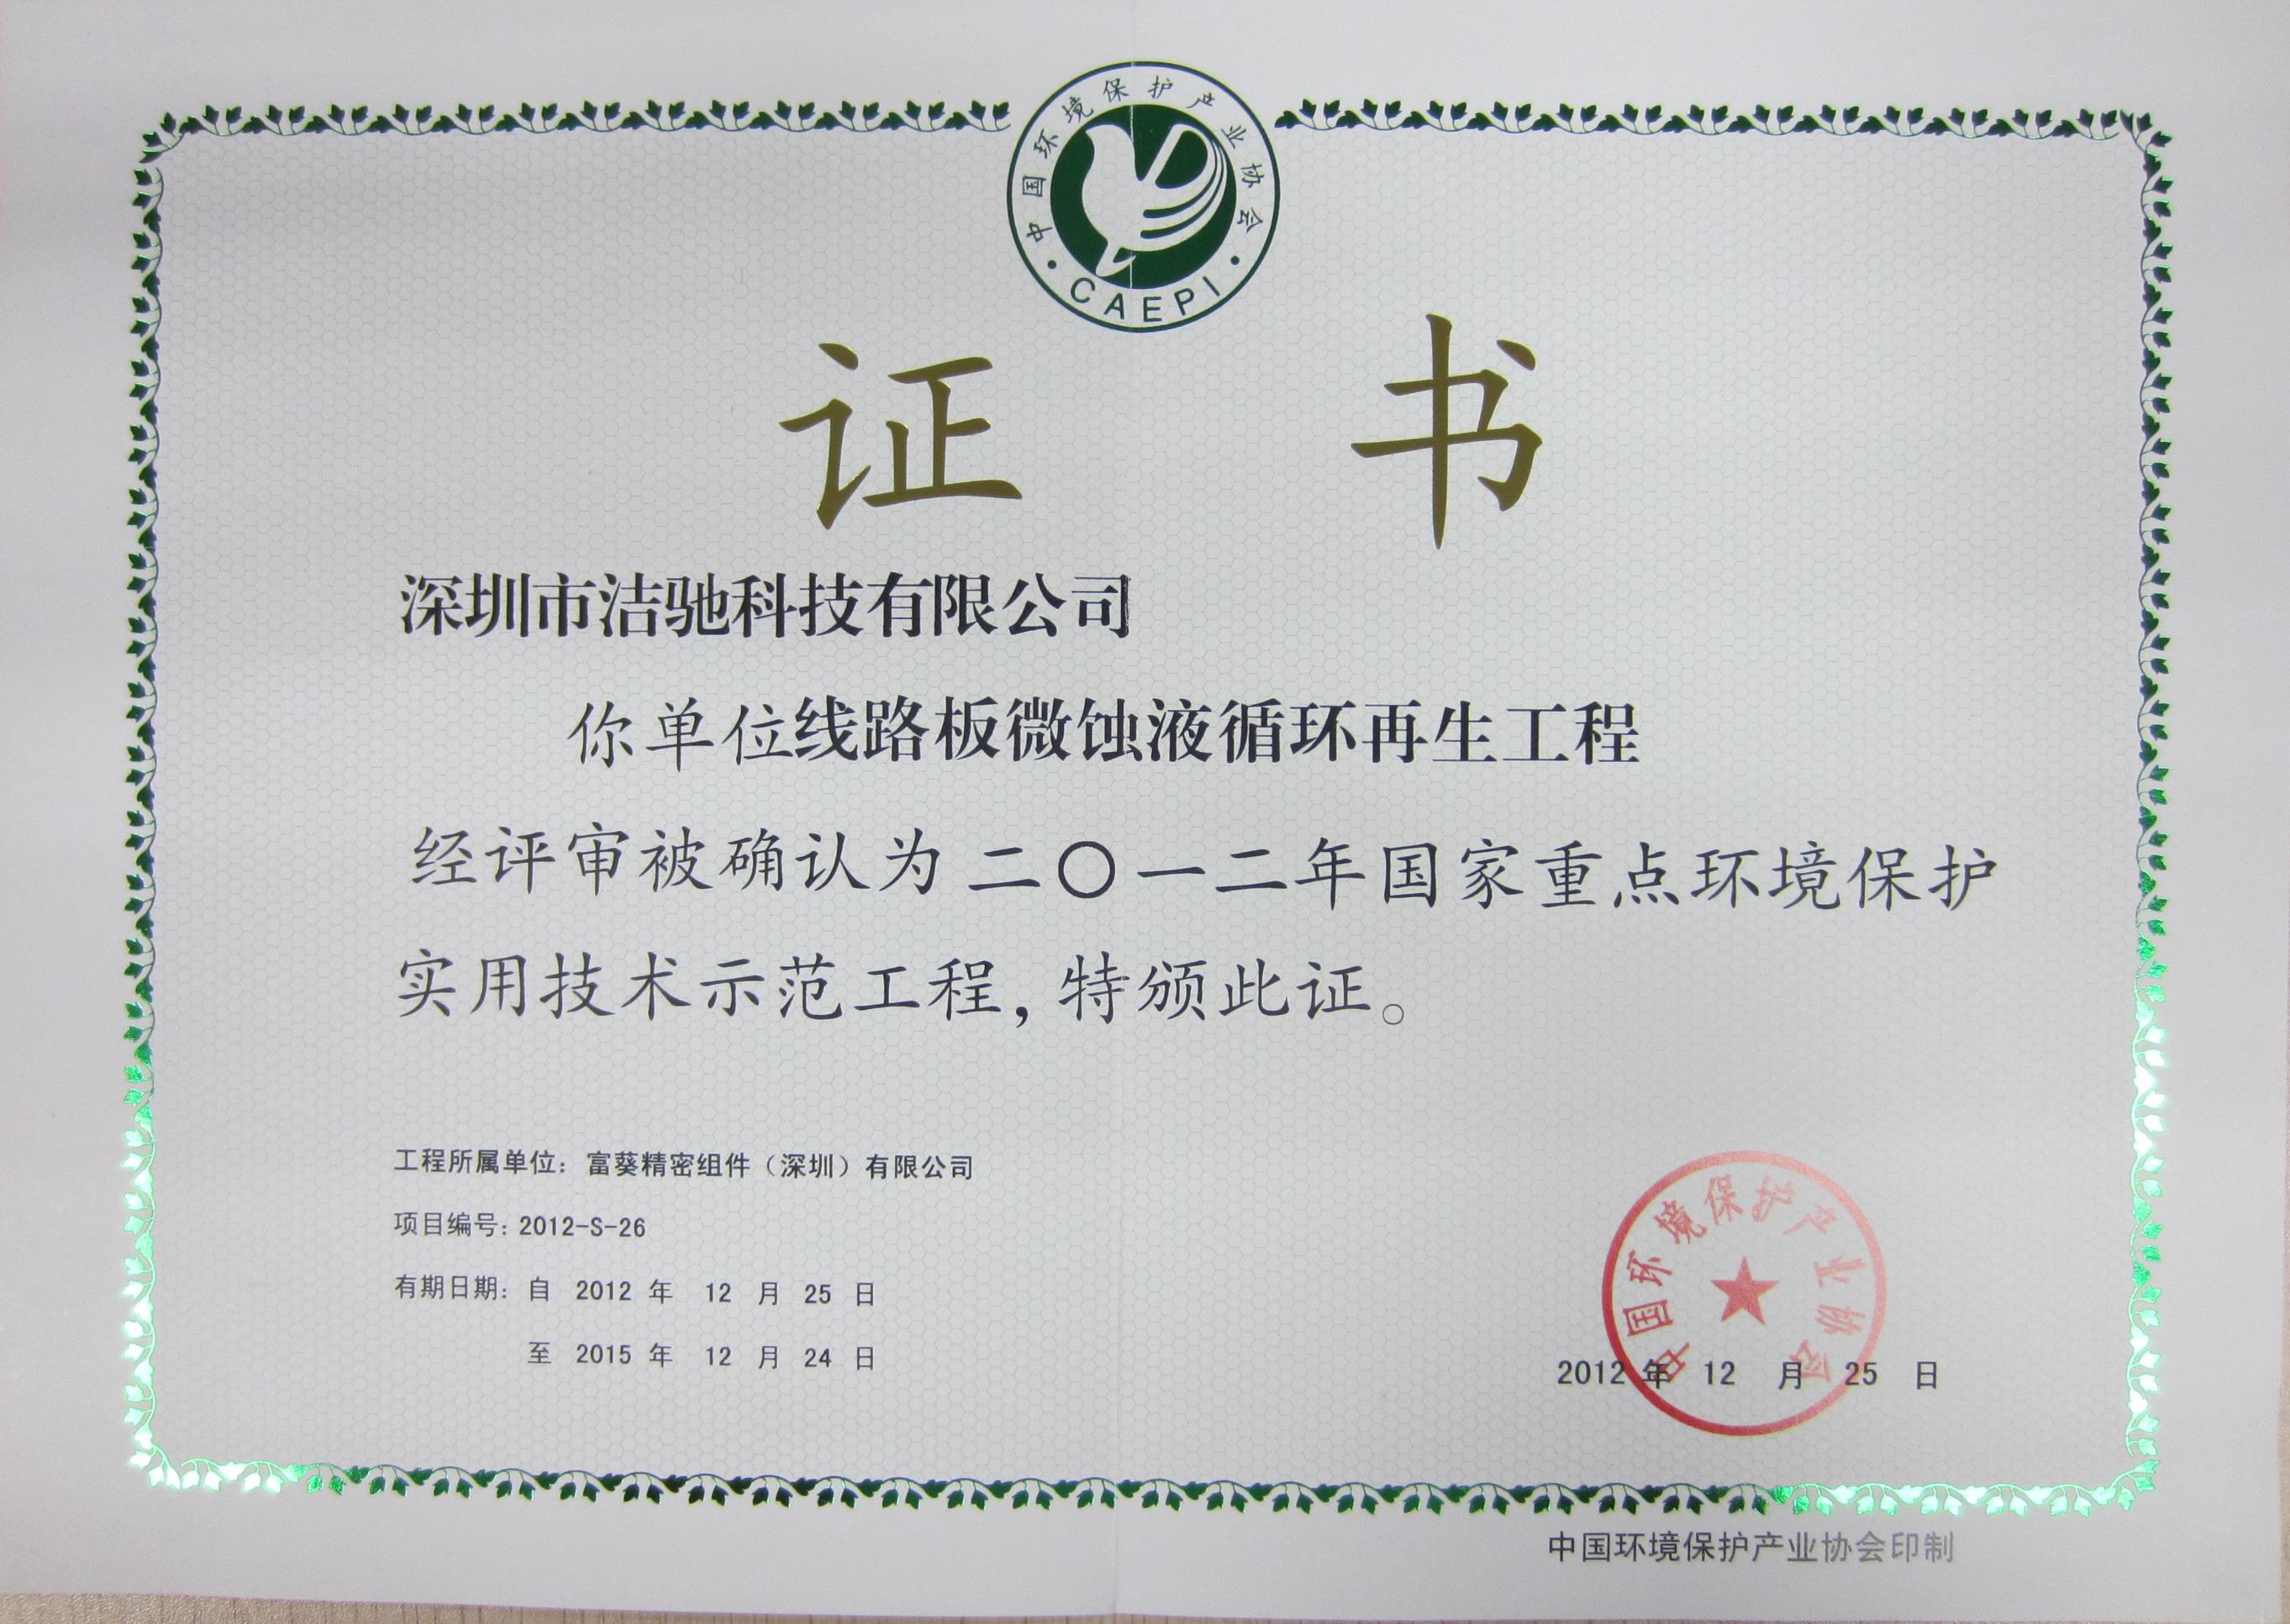 中国环境保护产业协会
CAEPI
证 书
深圳市洁驰科技有限公司
你单位线路板微蚀液循环再生工程
经评审被确认为二〇一二年国家重点环境保护
实用技术示范工程，特颁此证。
工程所属单位：富葵精密组件（深圳）有限公司
项目编号：2012-S-26
有期日期：自 2012 年 12 月 25 日
至 2015 年 12 月 24 日
中国环境保护产业协会
2012 年 12 月 25 日
中国环境保护产业协会印制